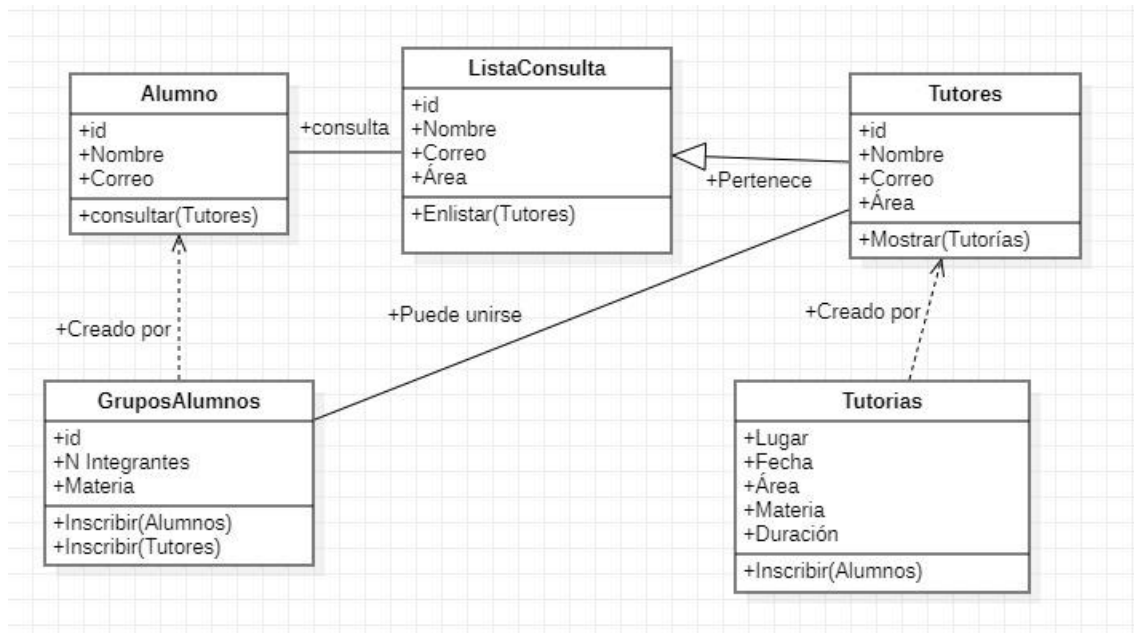 Alumno
+id
+Nombre
+Correo
+consultar(Tutores)
+consulta
ListaConsulta
+id
+Nombre
+Correo
+Área
+Enlistar(Tutores)
+Pertenece
Tutores
+id
+Nombre
+Correo
+Área
+Mostrar(Tutorías)
+Creado por
+Puede unirse
+Creado por
GruposAlumnos
+id
+N Integrantes
+Materia
+Inscribir(Alumnos)
+Inscribir(Tutores)
Tutorias
+Lugar
+Fecha
+Área
+Materia
+Duración
+Inscribir(Alumnos)